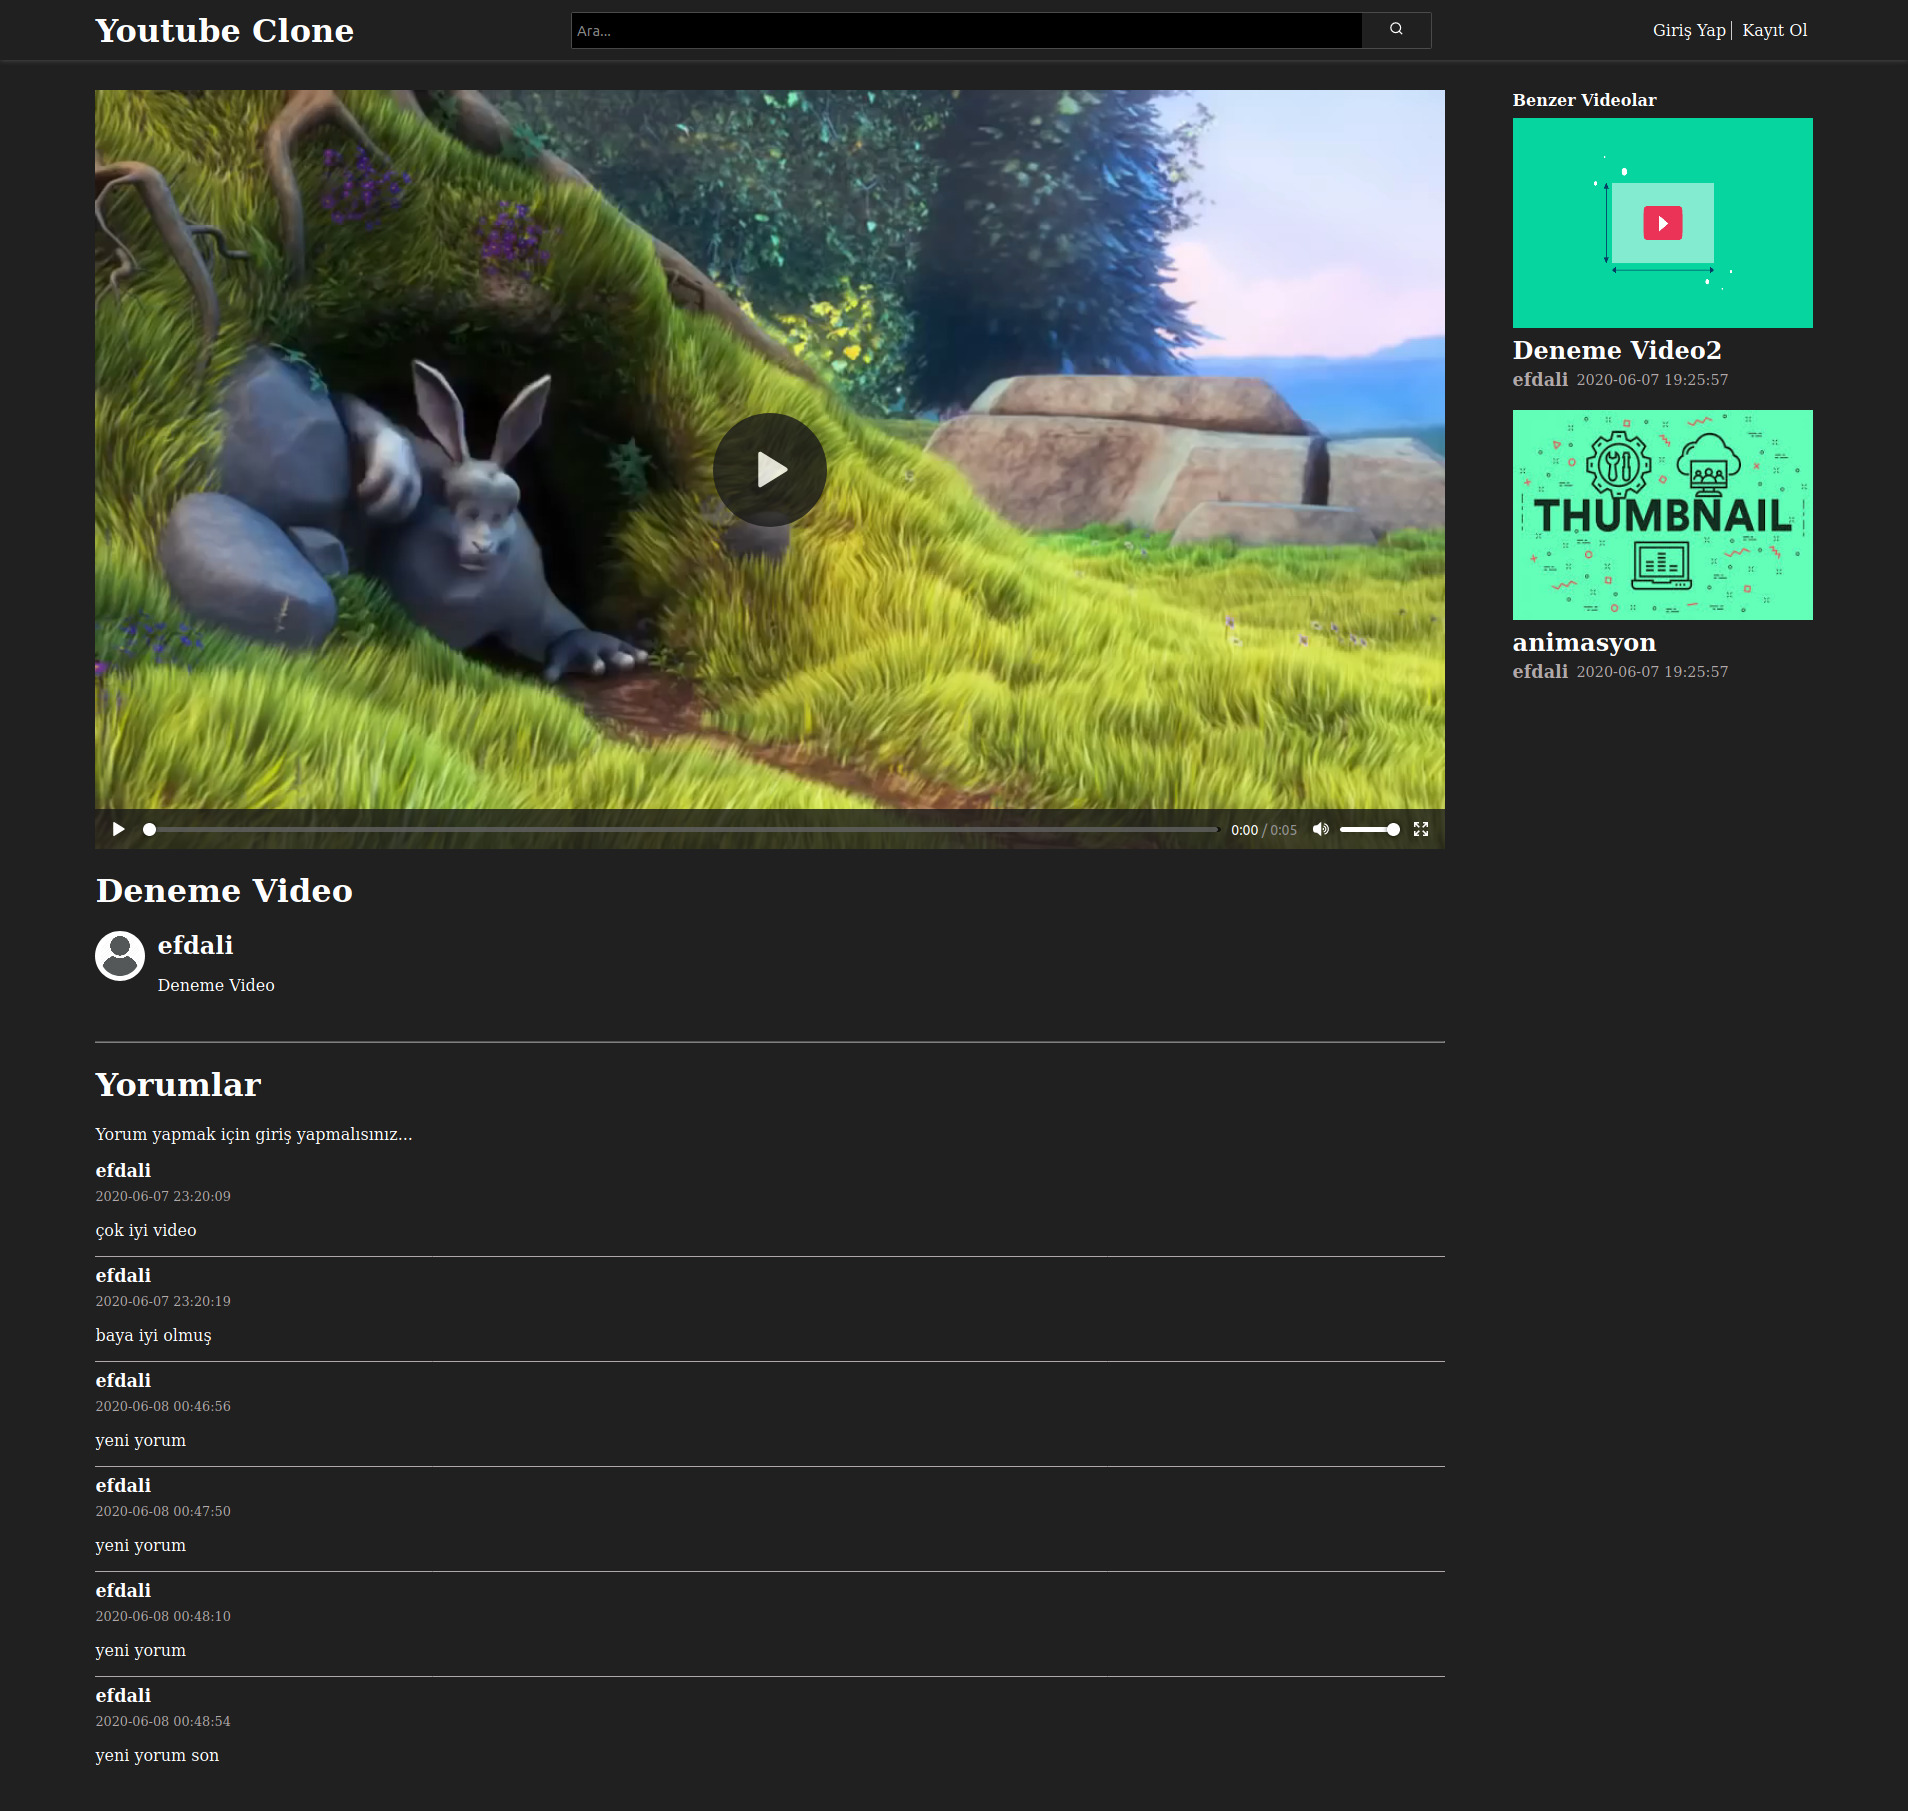 Youtube Clone
Ara...
Giriş Yap | Kayıt Ol
0:00 / 0:05
Deneme Video
efdali
Deneme Video
Yorumlar
Yorum yapmak için giriş yapmalısınız...
efdali
2020-06-07 23:20:09
çok iyi video
efdali
2020-06-07 23:20:19
baya iyi olmuş
efdali
2020-06-08 00:46:56
yeni yorum
efdali
2020-06-08 00:47:50
yeni yorum
efdali
2020-06-08 00:48:10
yeni yorum
efdali
2020-06-08 00:48:54
yeni yorum son
Benzer Videolar
Deneme Video2
efdali 2020-06-07 19:25:57
THUMBNAIL
animasyon
efdali 2020-06-07 19:25:57